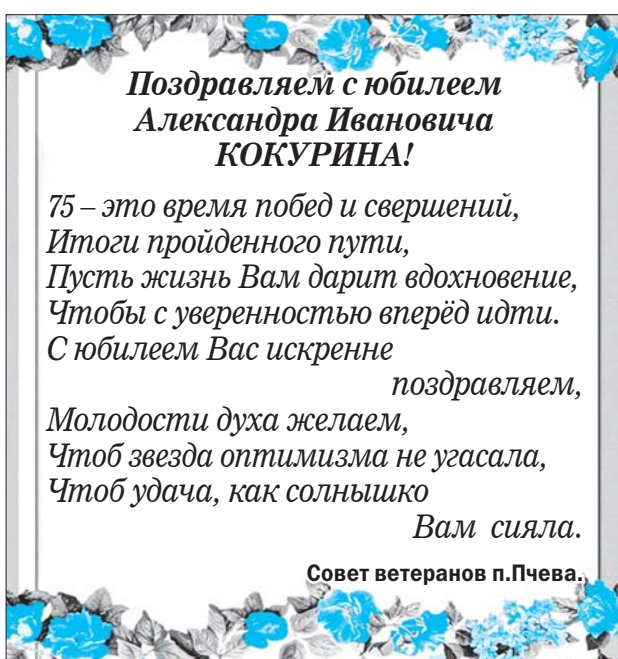 Поздравляем с юбилеем
Александра Ивановича
КОКУРИНА!
75 – это время побед и свершений,
Итоги пройденного пути,
Пусть жизнь Вам дарит вдохновение,
Чтобы с уверенностью вперёд идти.
С юбилеем Вас искренне
поздравляем,
Молодости духа желаем,
Чтоб звезда оптимизма не угасала,
Чтоб удача, как солнышко
Вам сияла.
Совет ветеранов п.Пчева.